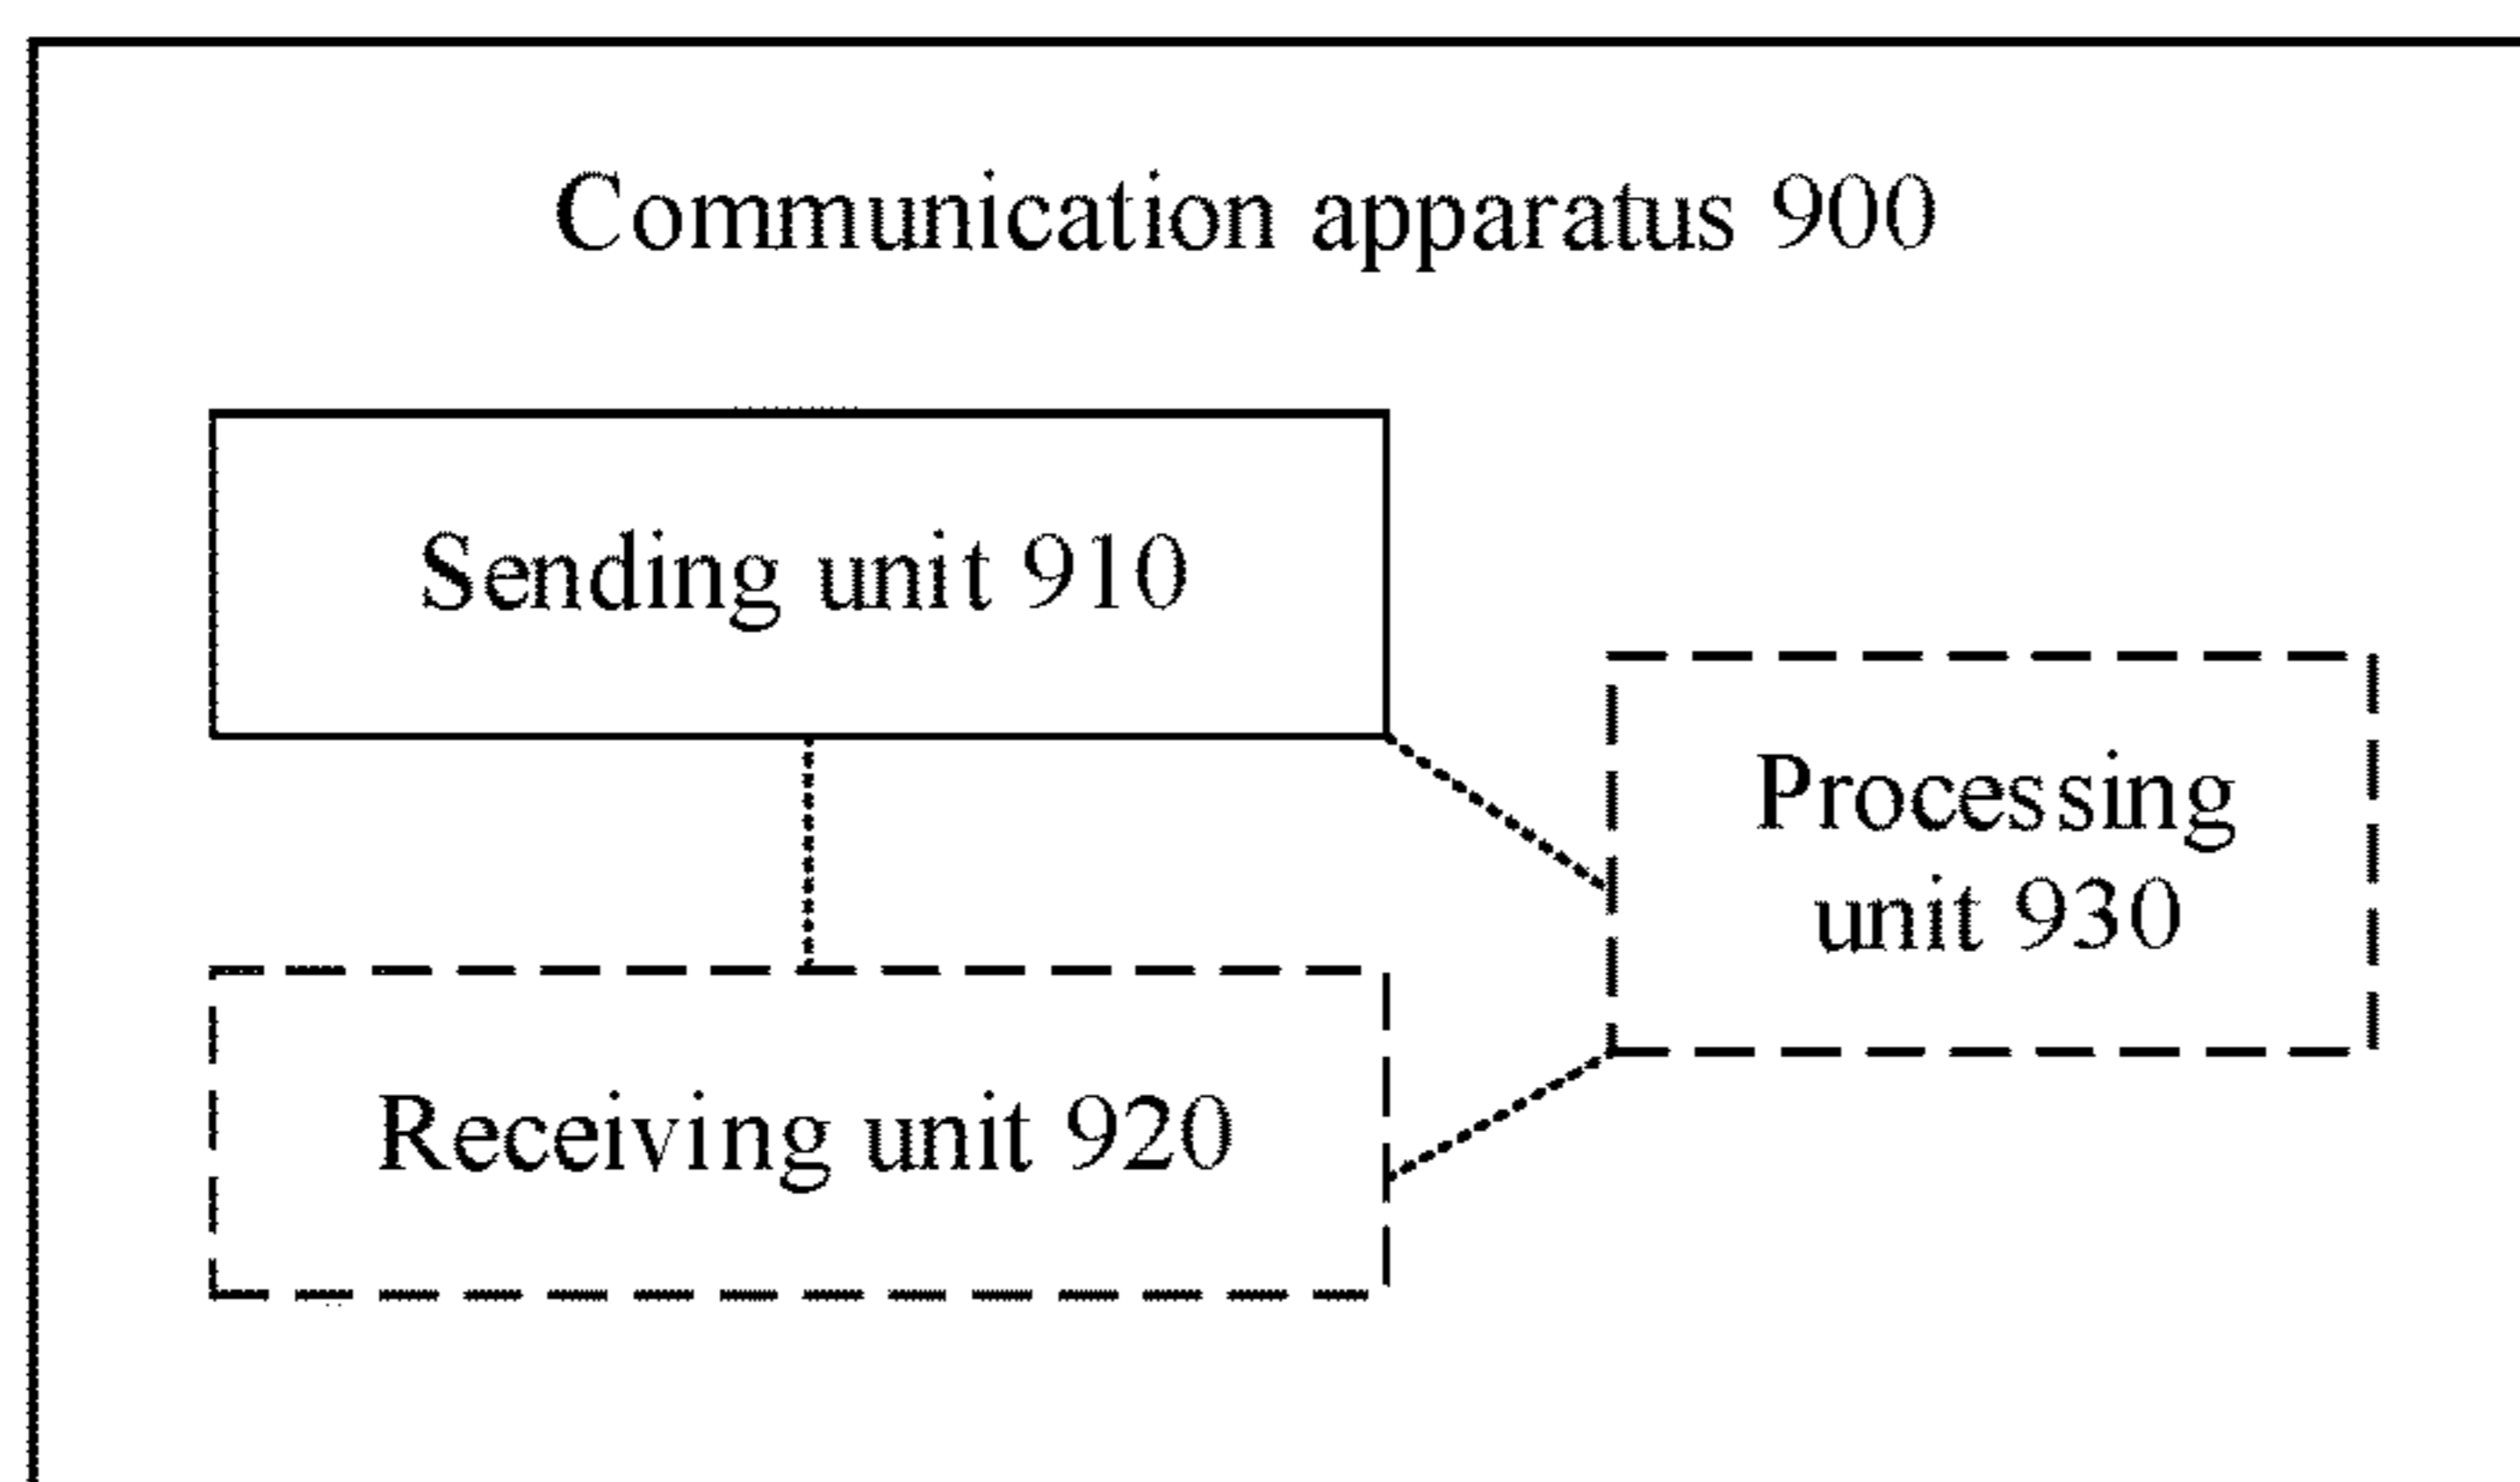 Communication apparatus 900
Sending unit 910
Processing
unit 930
Receiving unit 920